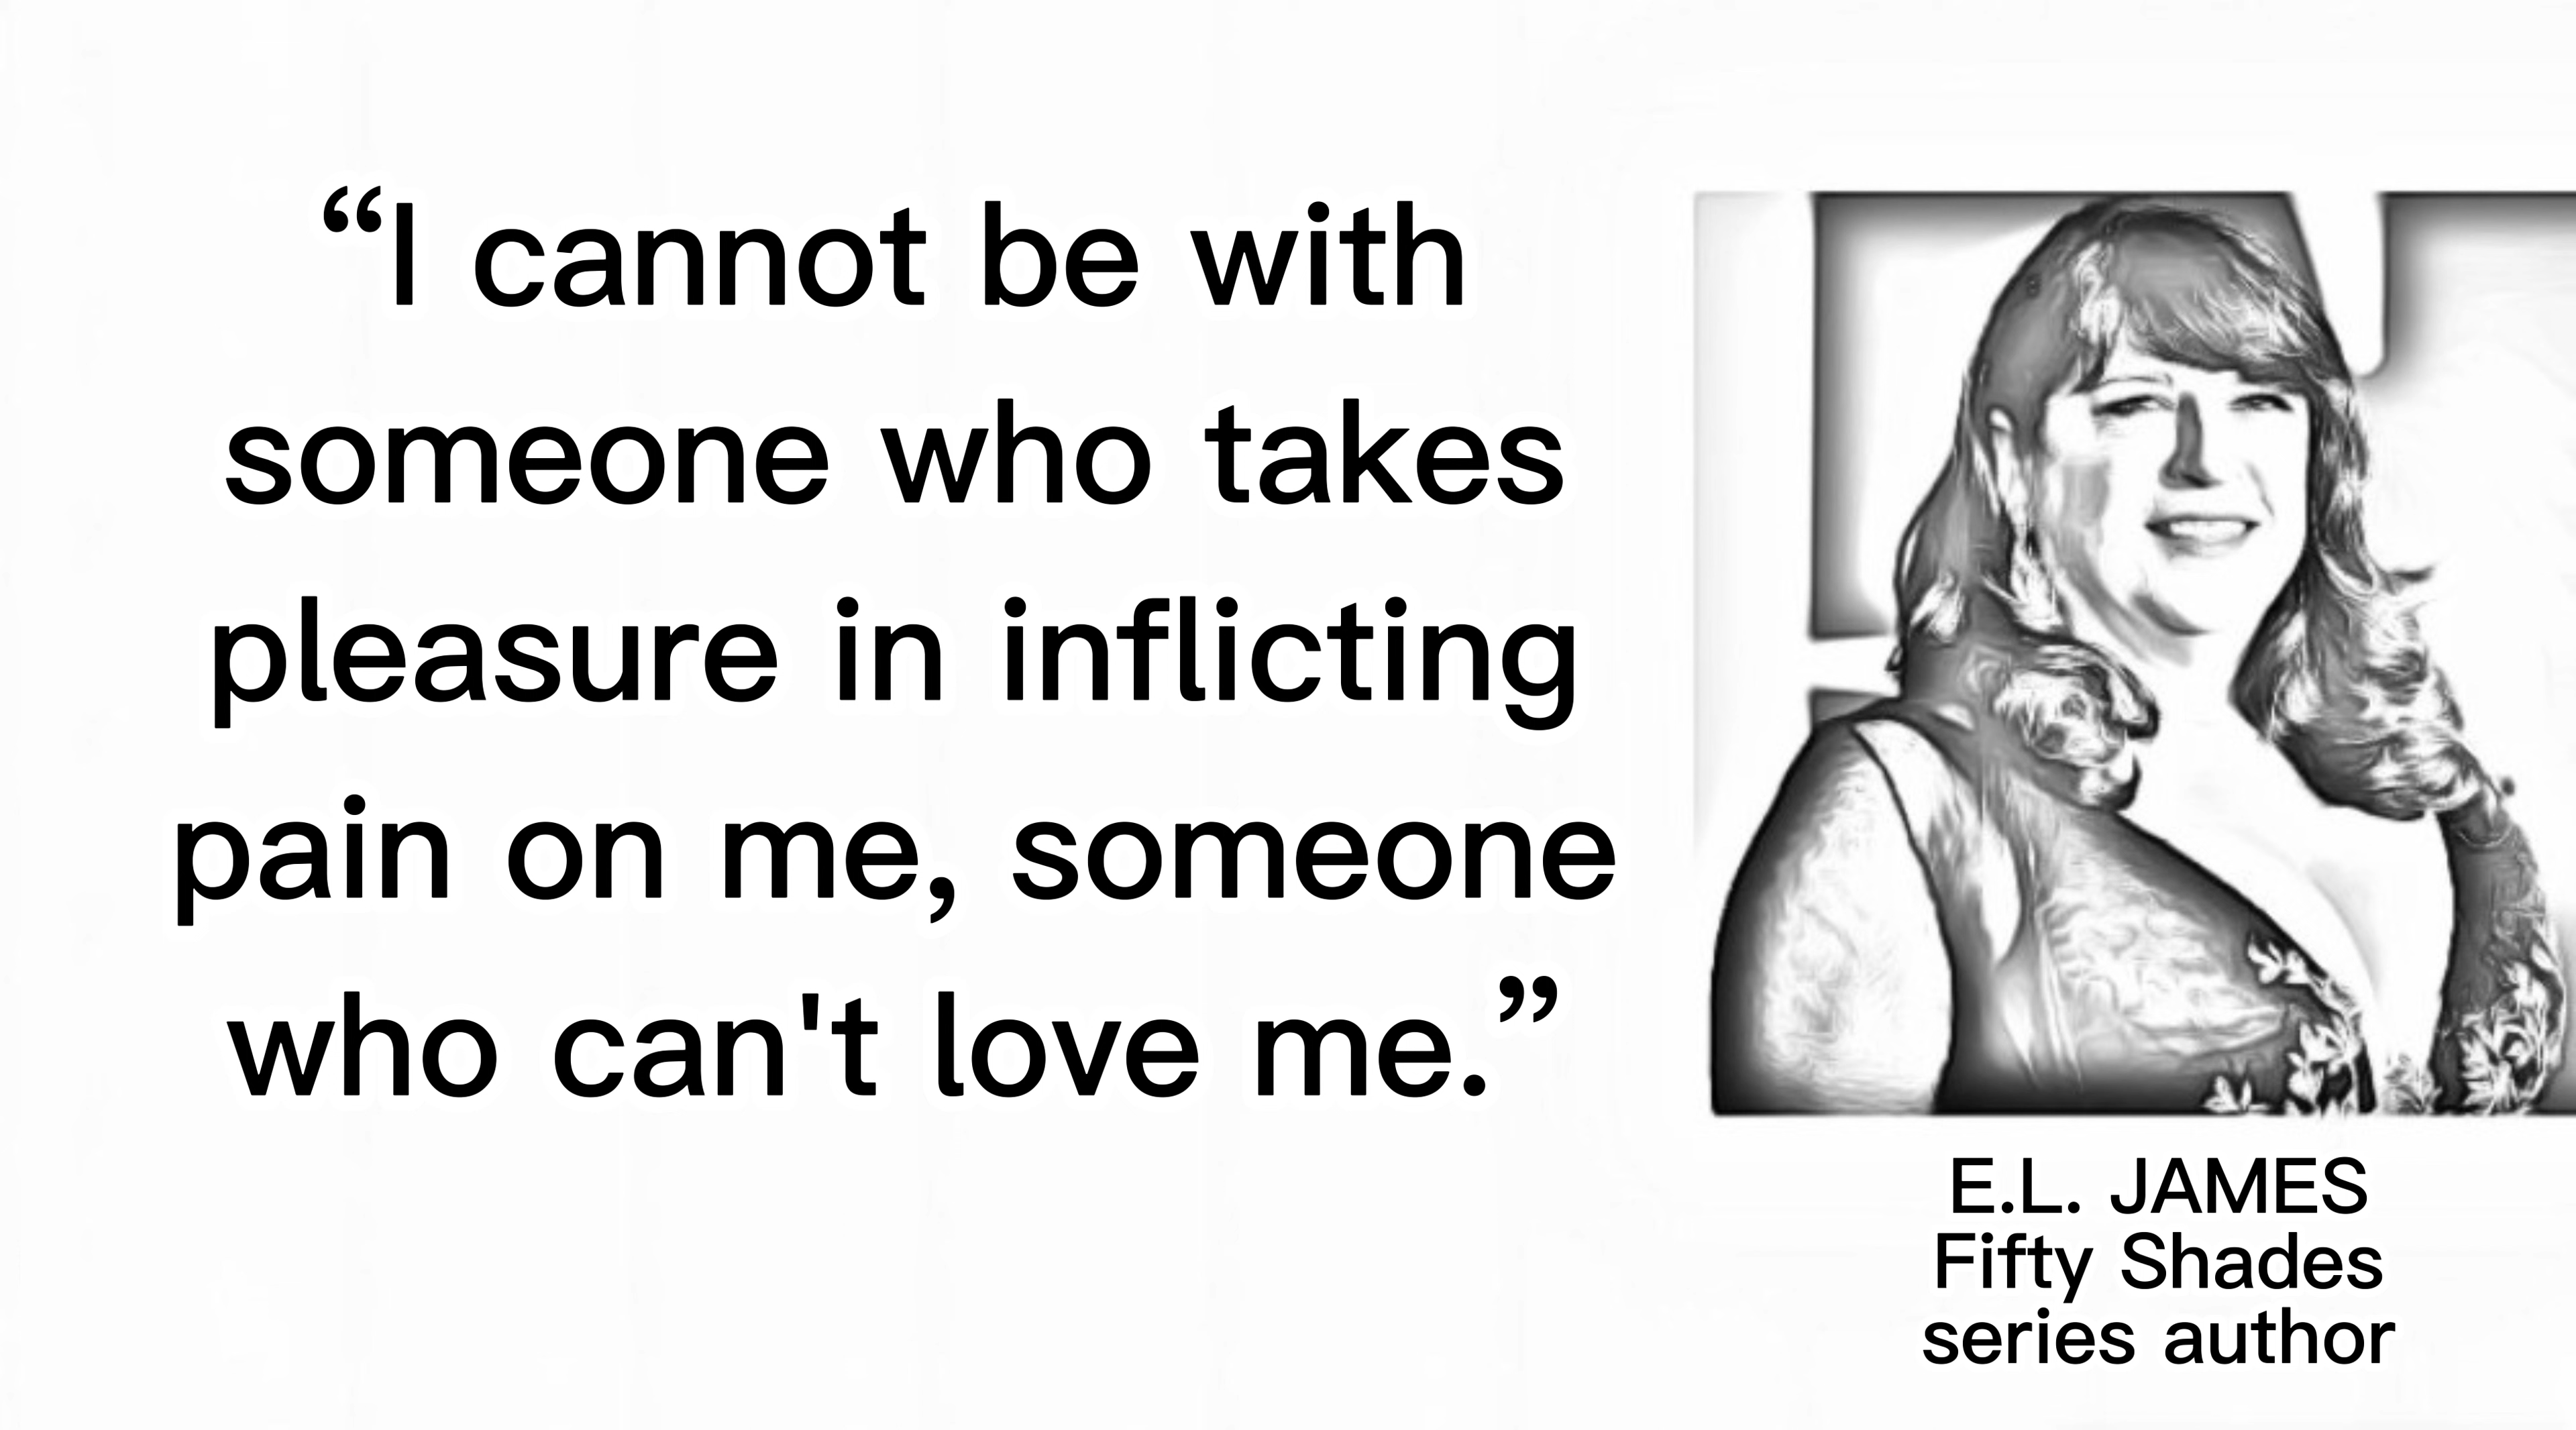 “I cannot be with
someone who takes
pleasure in inflicting
pain on me, someone
who can't love me.”
E.L. JAMES
Fifty Shades
series author